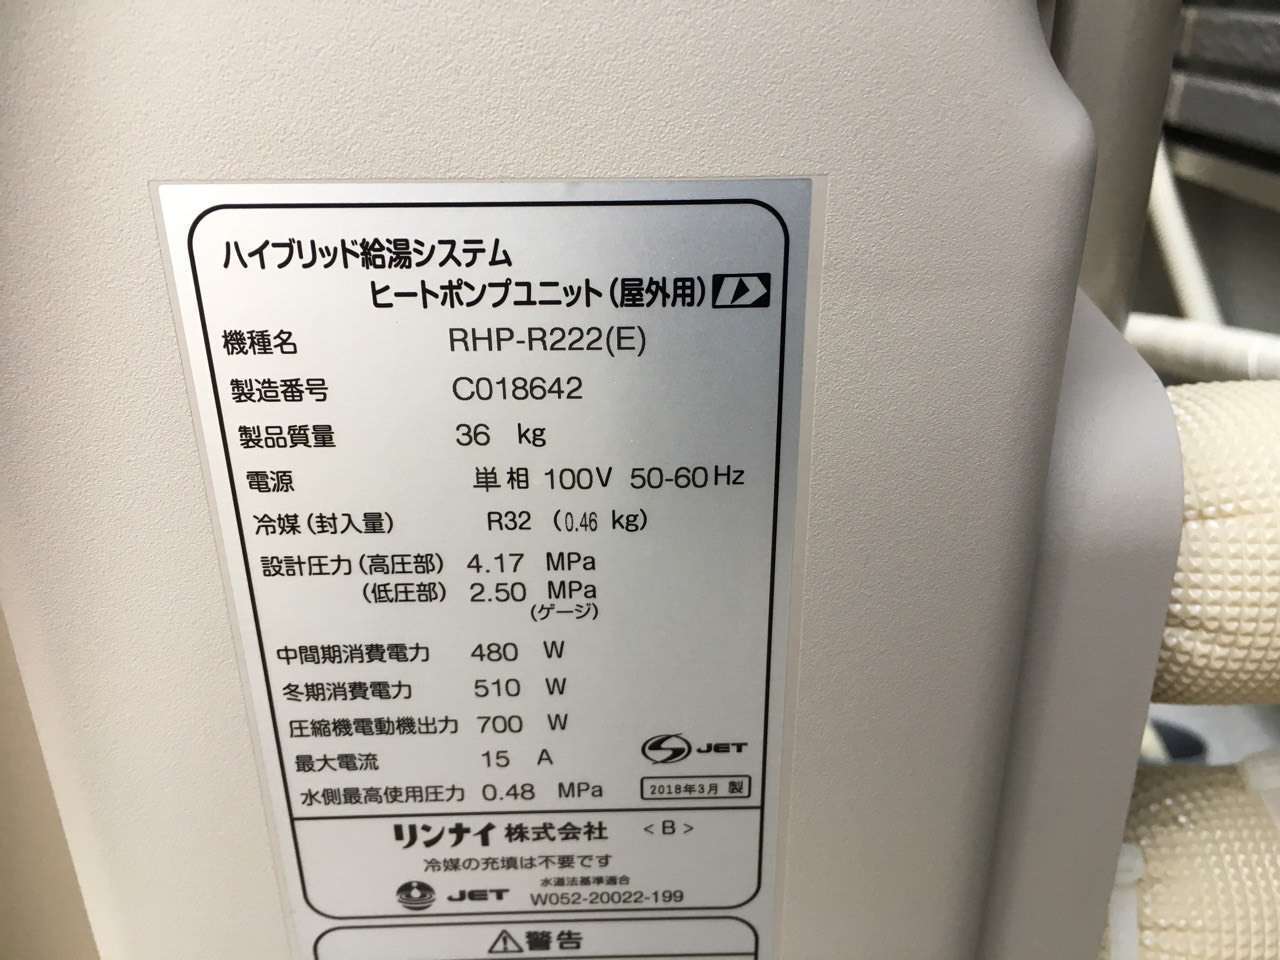 ハイブリッド給湯システム
ヒートポンプユニット(屋外用)
機種名 RHP-R222(E)
製造番号 C018642
製品質量 36 kg
電源 単相 100V 50-60Hz
冷媒(封入量) R32 (0.46 kg)
設計圧力(高圧部) 4.17 MPa
(低圧部) 2.50 MPa
(ゲージ)
中間期消費電力 480 W
冬期消費電力 510 W
圧縮機電動機出力 700 W
最大電流 15 A
JET
水側最高使用圧力 0.48 MPa
2018年3月 製
リンナイ株式会社 <B>
冷媒の充填は不要です
JET 水道法基準適合
W052-20022-199
警告